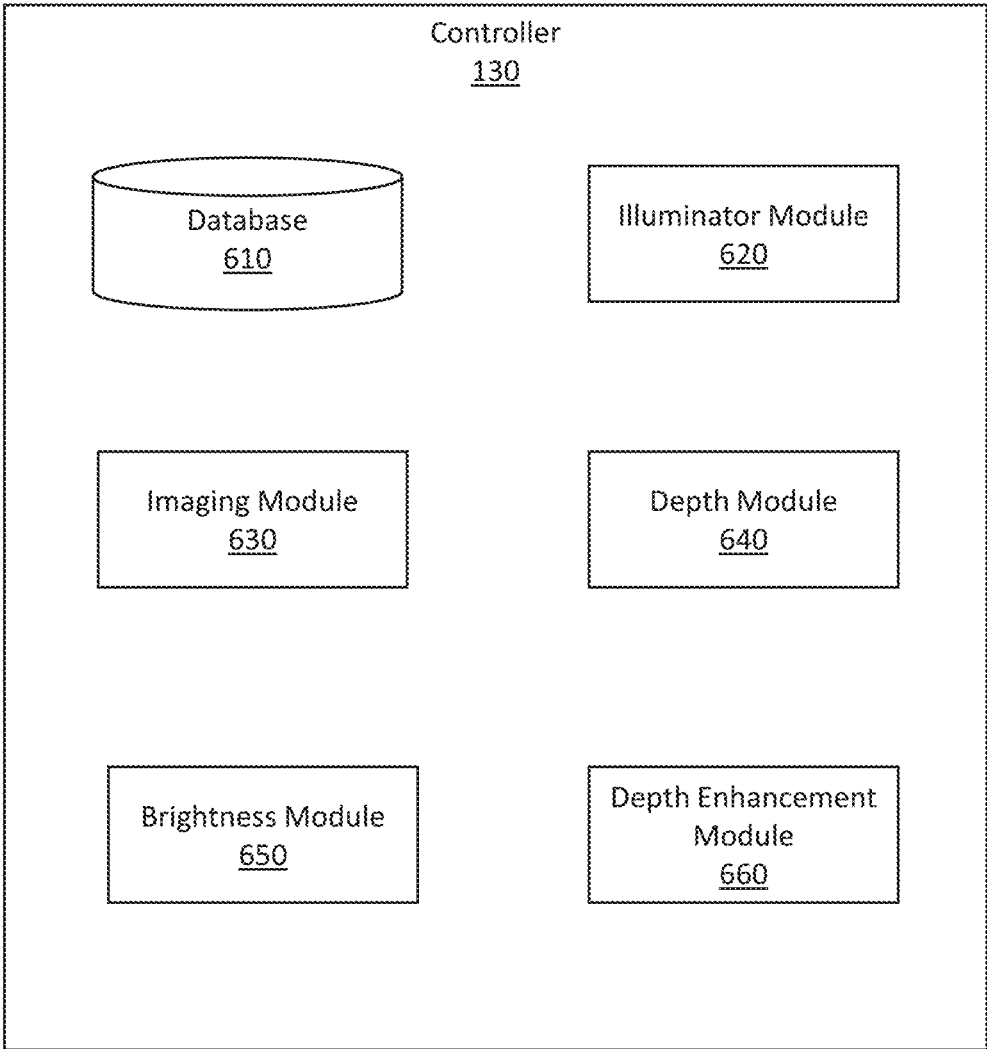 Controller
130
Database
610
Illuminator Module
620
Imaging Module
630
Depth Module
640
Brightness Module
650
Depth Enhancement
Module
660